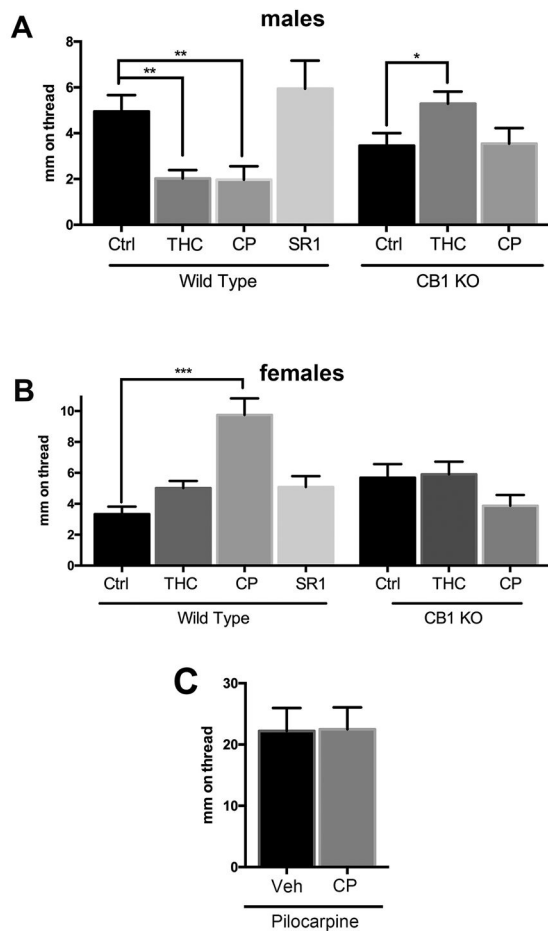 A
males
mm on thread
8
6
4
2
0
**
**
*
Ctrl THC CP SR1 Ctrl THC CP
Wild Type CB1 KO
B
females
mm on thread
10
8
6
4
2
0
***
Ctrl THC CP SR1 Ctrl THC CP
Wild Type CB1 KO
C
mm on thread
30
20
10
0
Veh CP
Pilocarpine